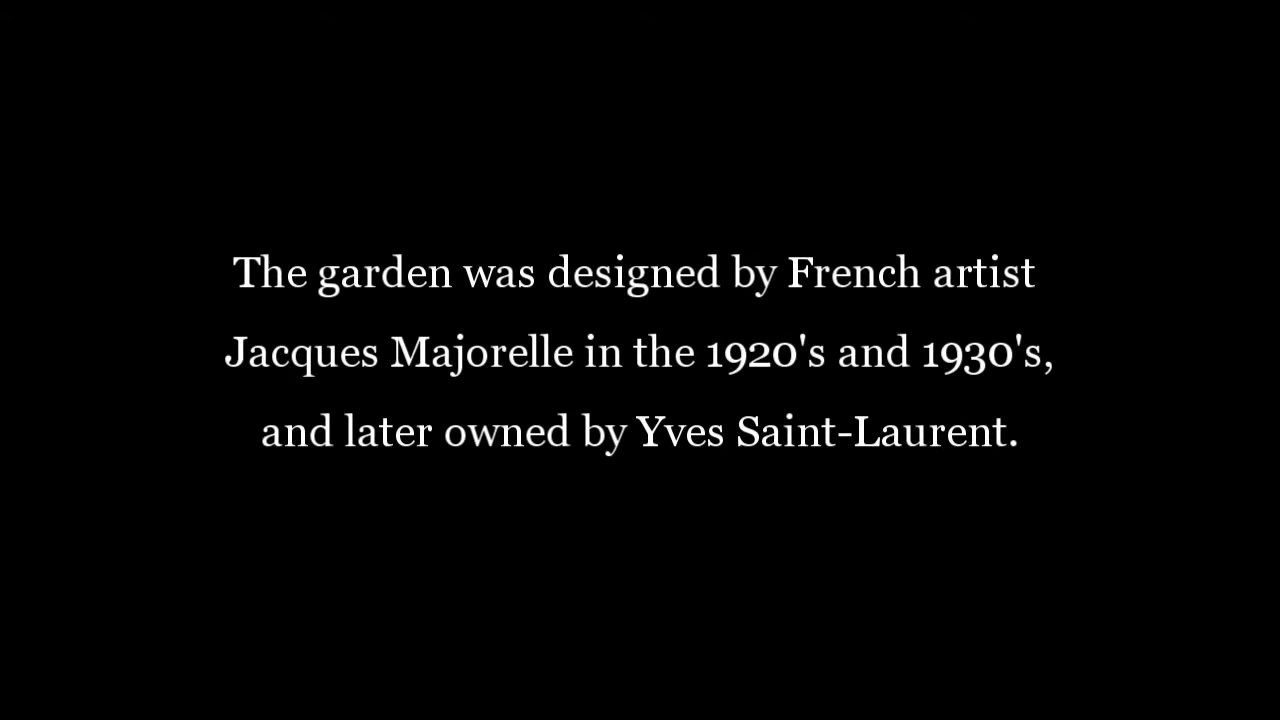 The garden was designed by French artist
Jacques Majorelle in the 1920's and 1930's,
and later owned by Yves Saint-Laurent.